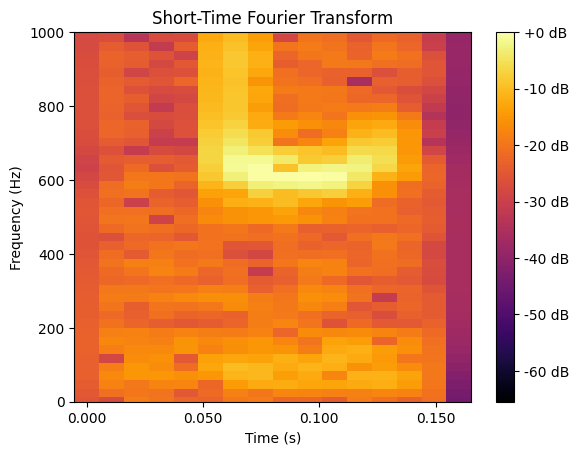 Short-Time Fourier Transform
Frequency (Hz)
1000
800
600
400
200
0
0.000
0.050
0.100
0.150
Time (s)
+0 dB
-10 dB
-20 dB
-30 dB
-40 dB
-50 dB
-60 dB